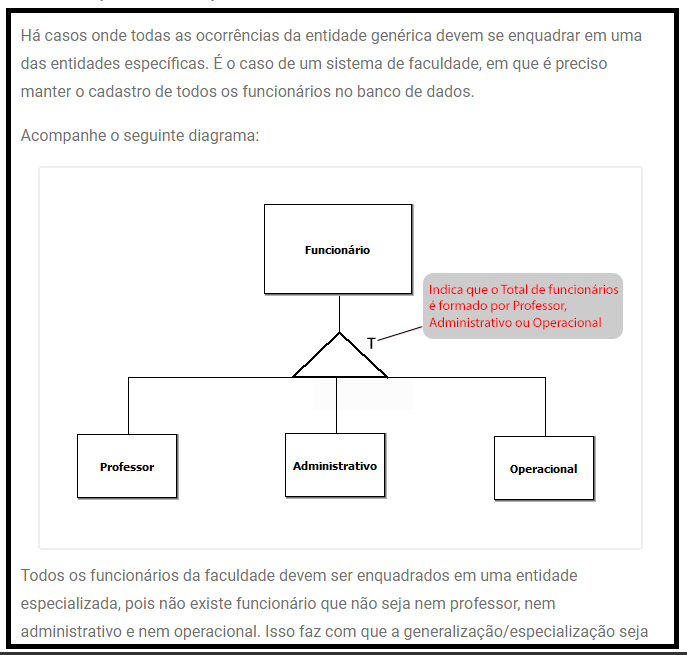 Há casos onde todas as ocorrências da entidade genérica devem se enquadrar em uma
das entidades específicas. É o caso de um sistema de faculdade, em que é preciso
manter o cadastro de todos os funcionários no banco de dados.
Acompanhe o seguinte diagrama:
Funcionário
Indica que o Total de funcionários
é formado por Professor,
Administrativo ou Operacional
T
Professor
Administrativo
Operacional
Todos os funcionários da faculdade devem ser enquadrados em uma entidade
especializada, pois não existe funcionário que não seja nem professor, nem
administrativo e nem operacional. Isso faz com que a generalização/especialização seja